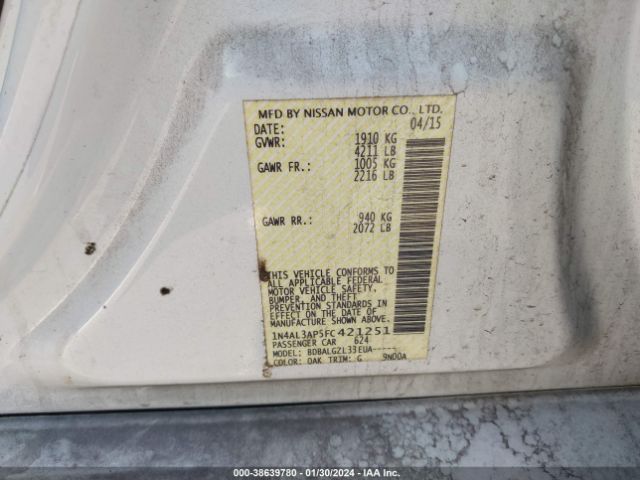 MFD BY NISSAN MOTOR CO., LTD.
DATE: 04/15
GVWR: 1910 KG
4211 LB
GAWR FR.: 1005 KG
2216 LB
GAWR RR.: 940 KG
2072 LB
THIS VEHICLE CONFORMS TO
ALL APPLICABLE FEDERAL
MOTOR VEHICLE SAFETY,
BUMPER, AND THEFT
PREVENTION STANDARDS IN
EFFECT ON THE DATE OF
MANUFACTURE SHOWN ABOVE.
1N4AL3AP5FC421251
PASSENGER CAR 624
MODEL: BDBALGZL33EUA-----
COLOR: QAK TRIM: G 9N00A
000-38639780 / 01/30/2024 / IAA Inc.